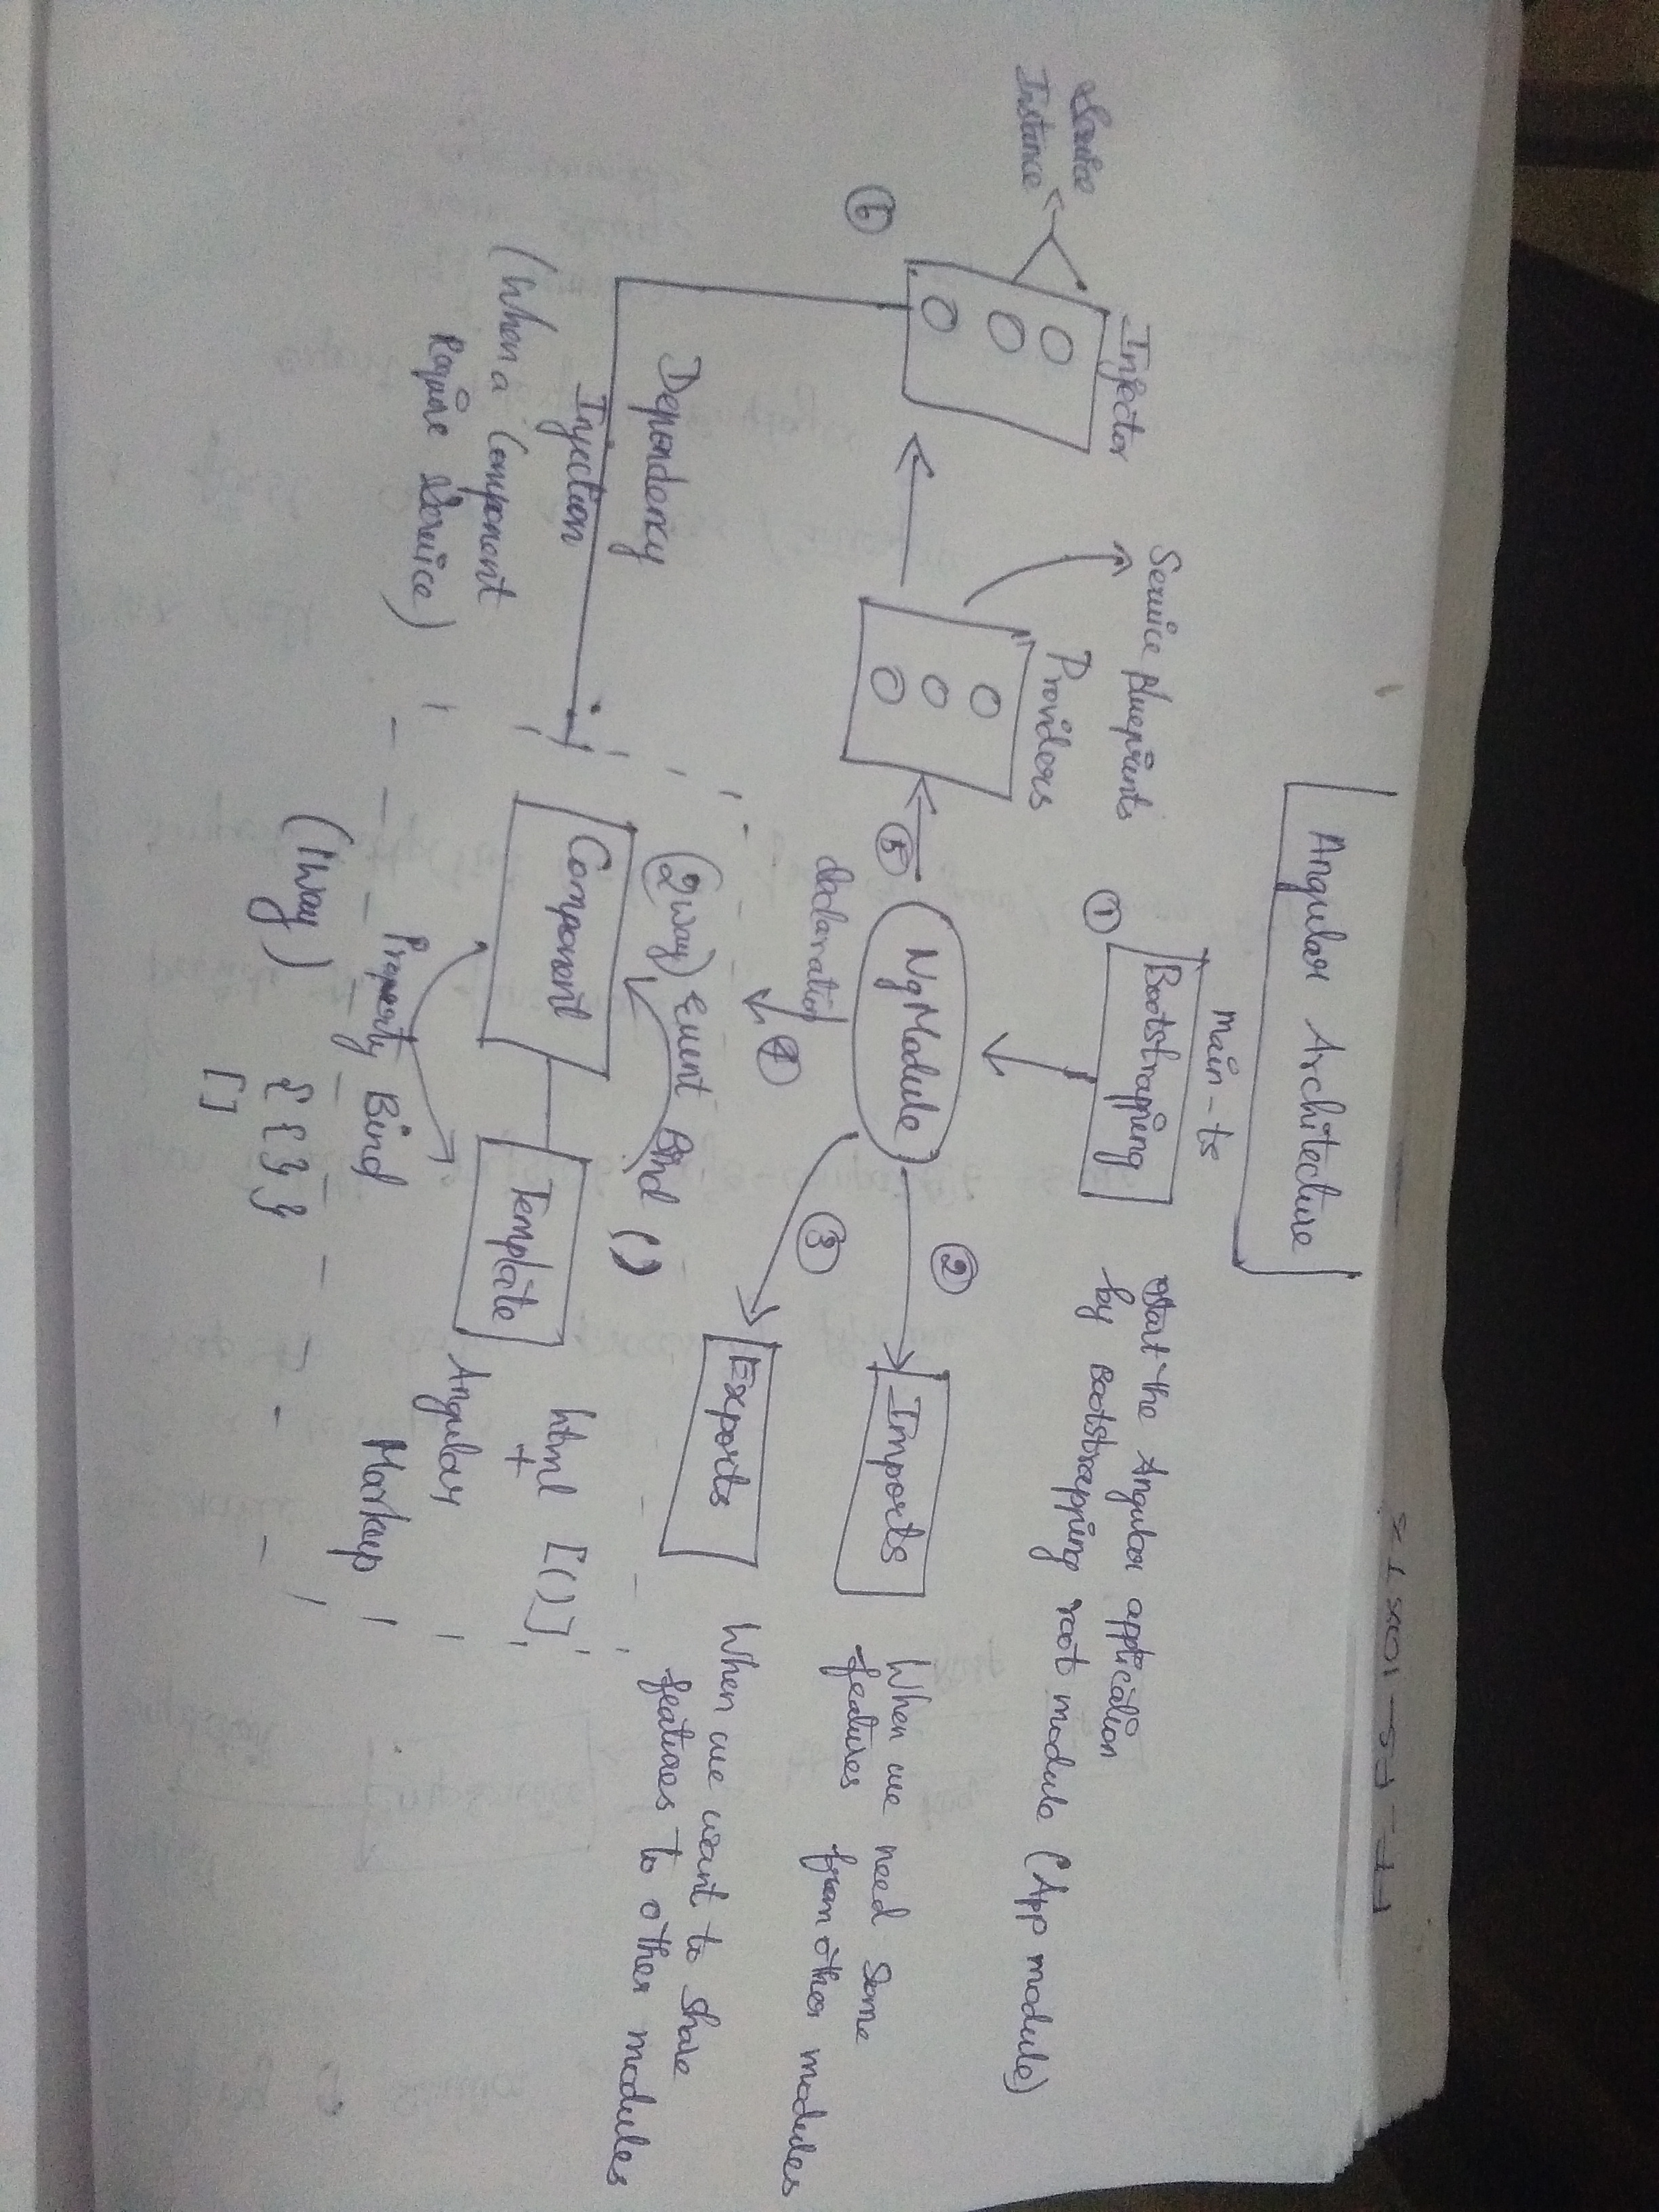 FF-FS-10XT3
Angular Architecture
main-ts
Bootstrapping
①
Start the Angular application
by Bootstrapping root module (App module)
Service Blueprints
Injector
Service
Instance
Providers
NgModule
②
Imports
When we need some
features from other modules
⑤
⑥
declaration
④
③
Exports
When we want to share
features to other modules
Dependency
Injection
(When a Component
Require Service)
(2way) Event Bind ()
Component
Template
html [()]
+
Angular
Markup
Property Bind
(1way)
{{}}
[]